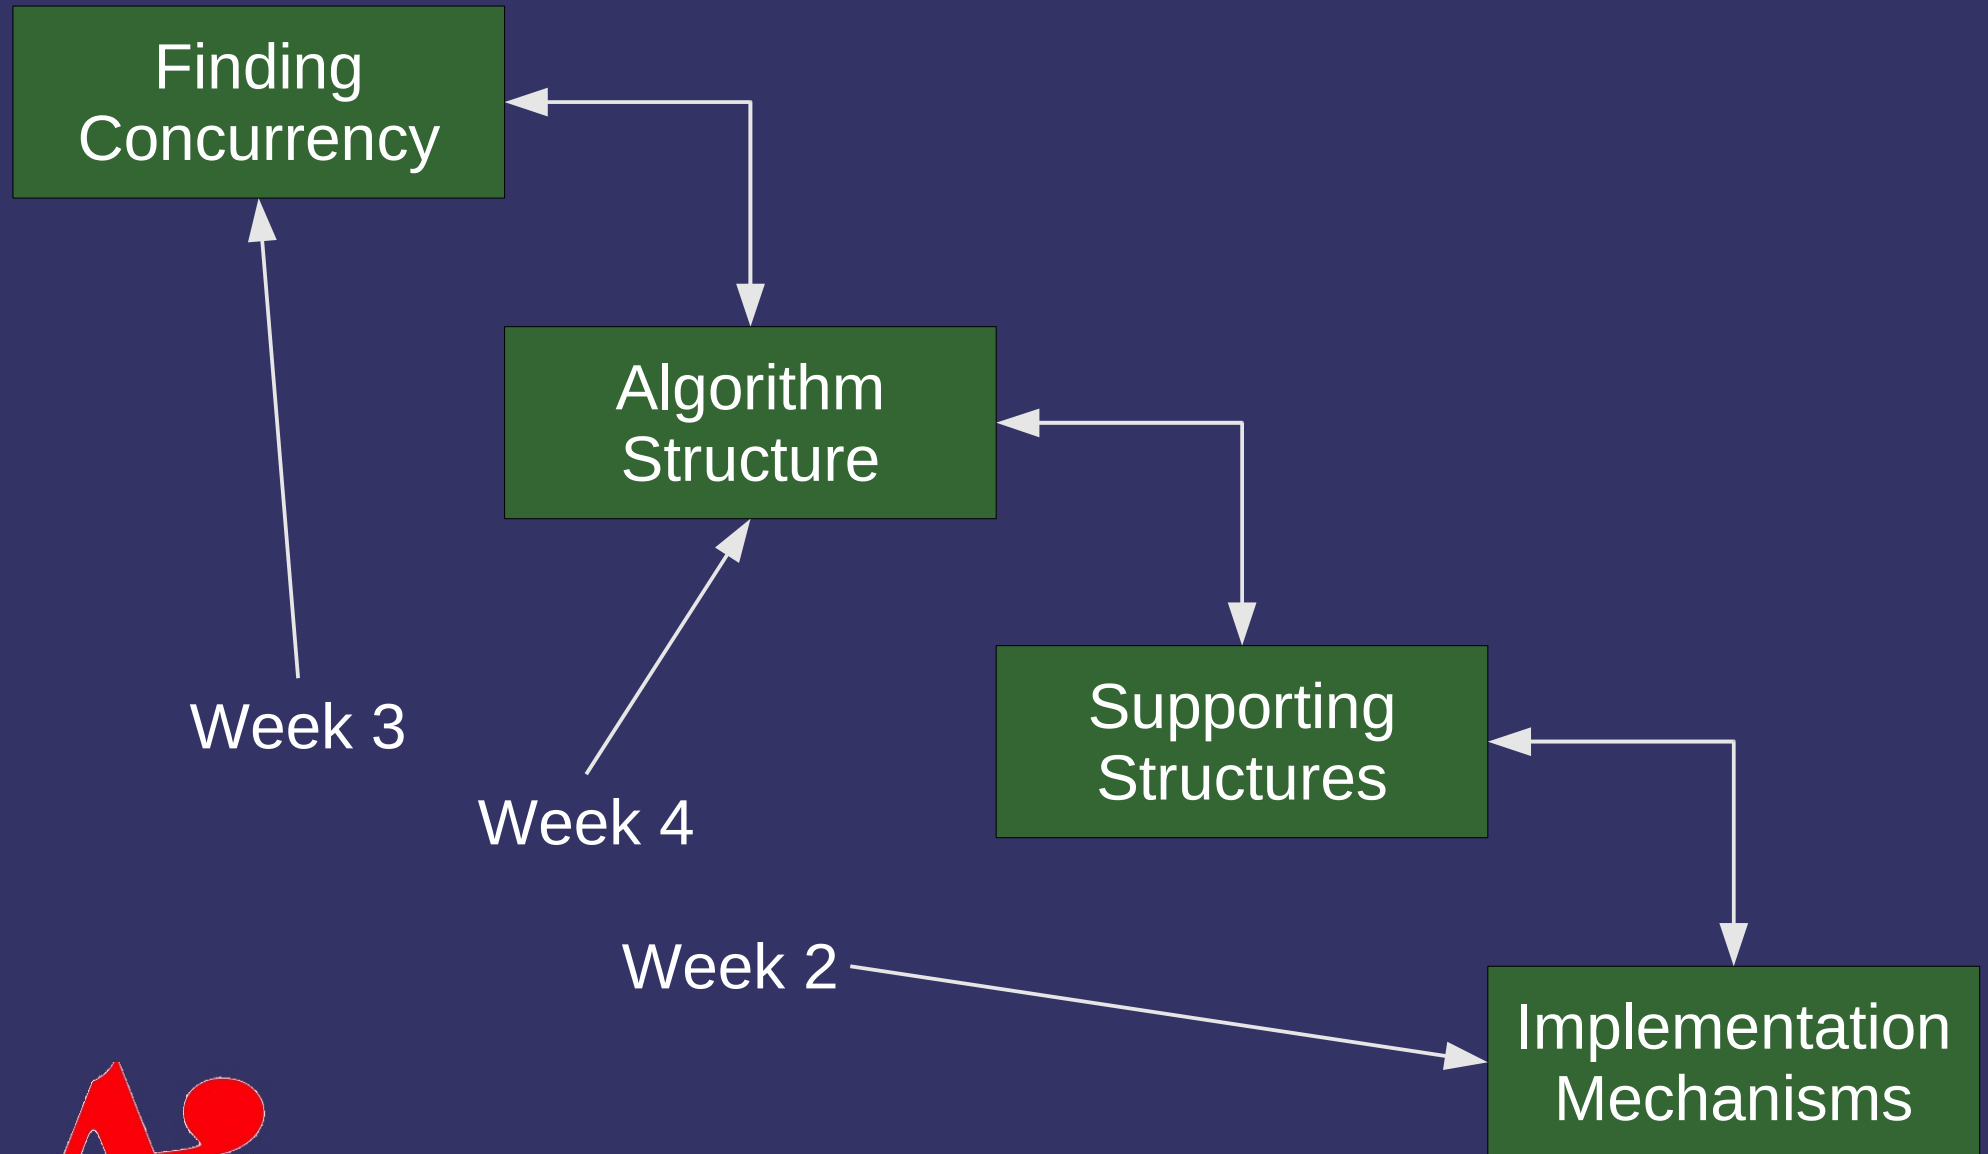 Finding
Concurrency
Algorithm
Structure
Supporting
Structures
Week 3
Week 4
Week 2
Implementation
Mechanisms